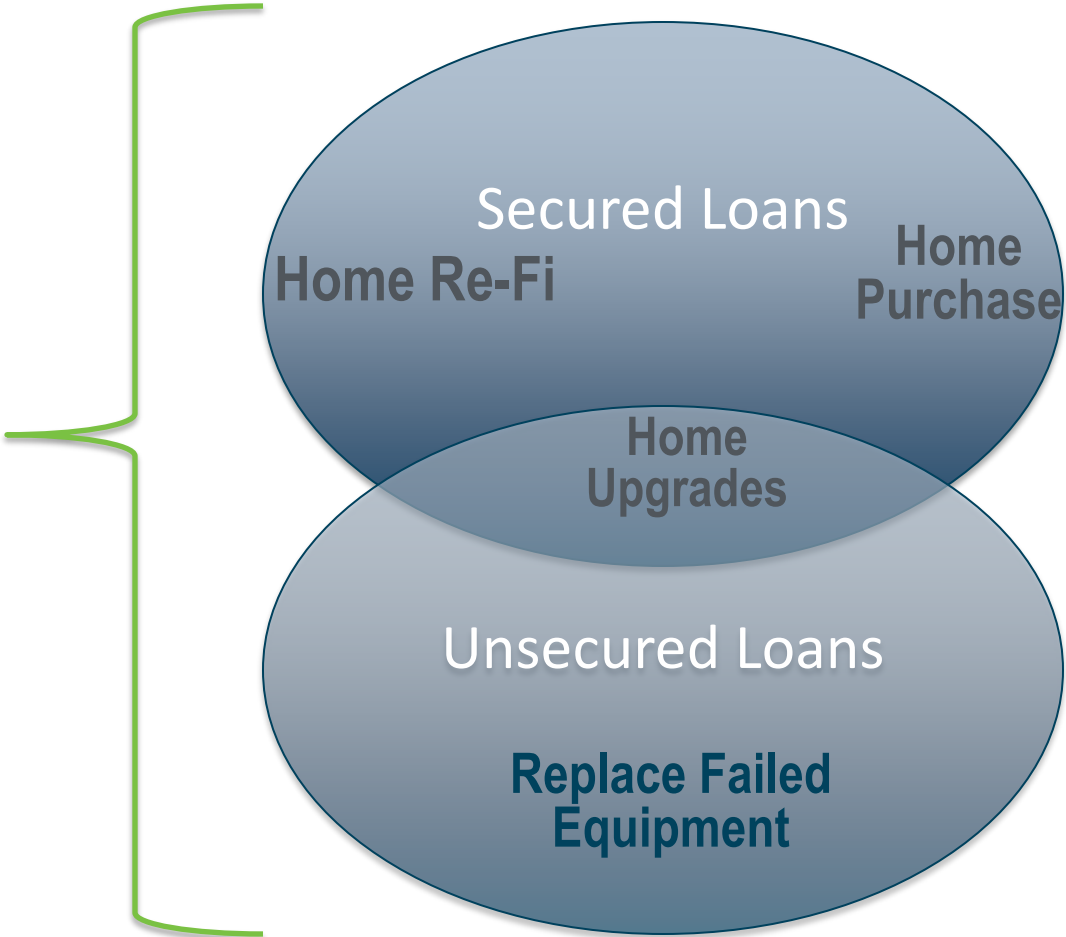 Secured Loans
Home Re-Fi
Home
Purchase
Home
Upgrades
Unsecured Loans
Replace Failed
Equipment